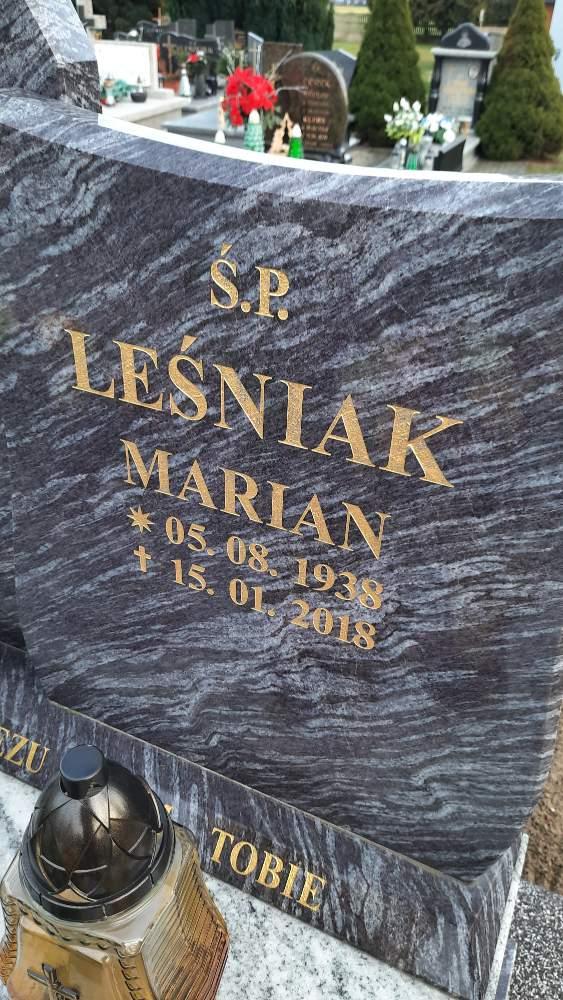 Ś.P.
LEŚNIAK
MARIAN
* 05. 08. 1938
† 15. 01. 2018
TOBIE